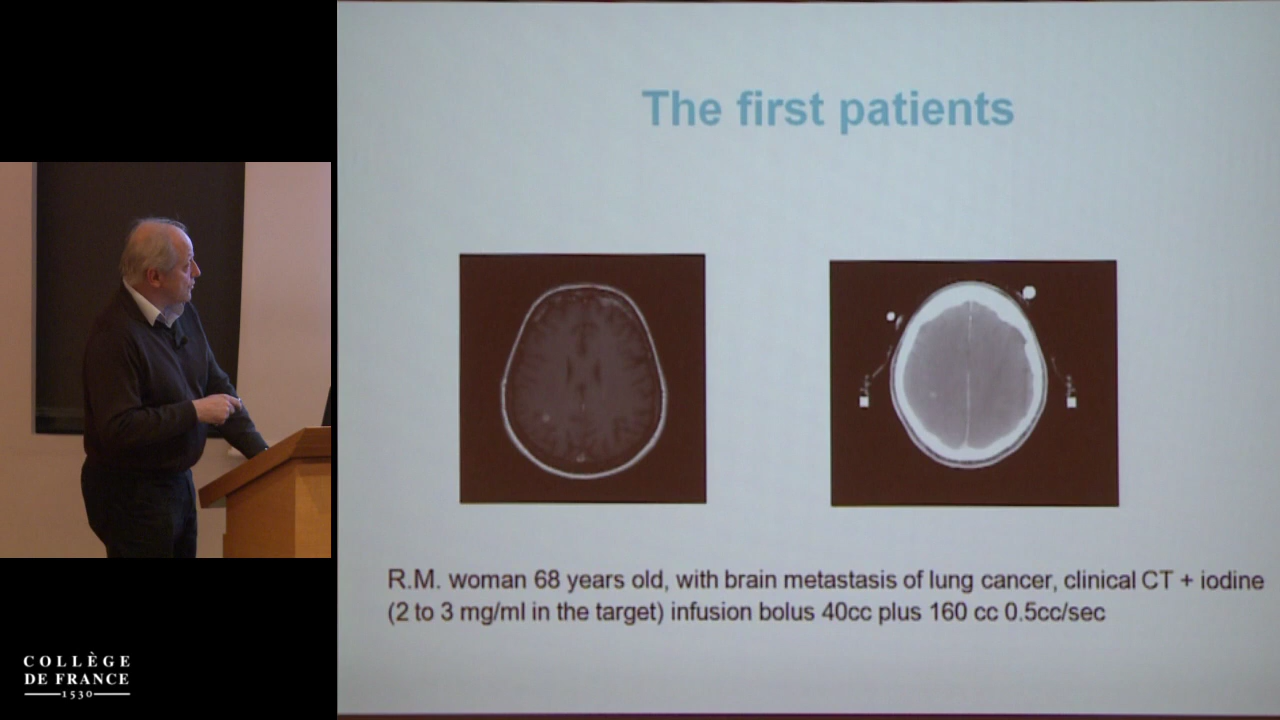 The first patients
R.M. woman 68 years old, with brain metastasis of lung cancer, clinical CT + iodine
(2 to 3 mg/ml in the target) infusion bolus 40cc plus 160 cc 0.5cc/sec
COLLÈGE
DE FRANCE
1530